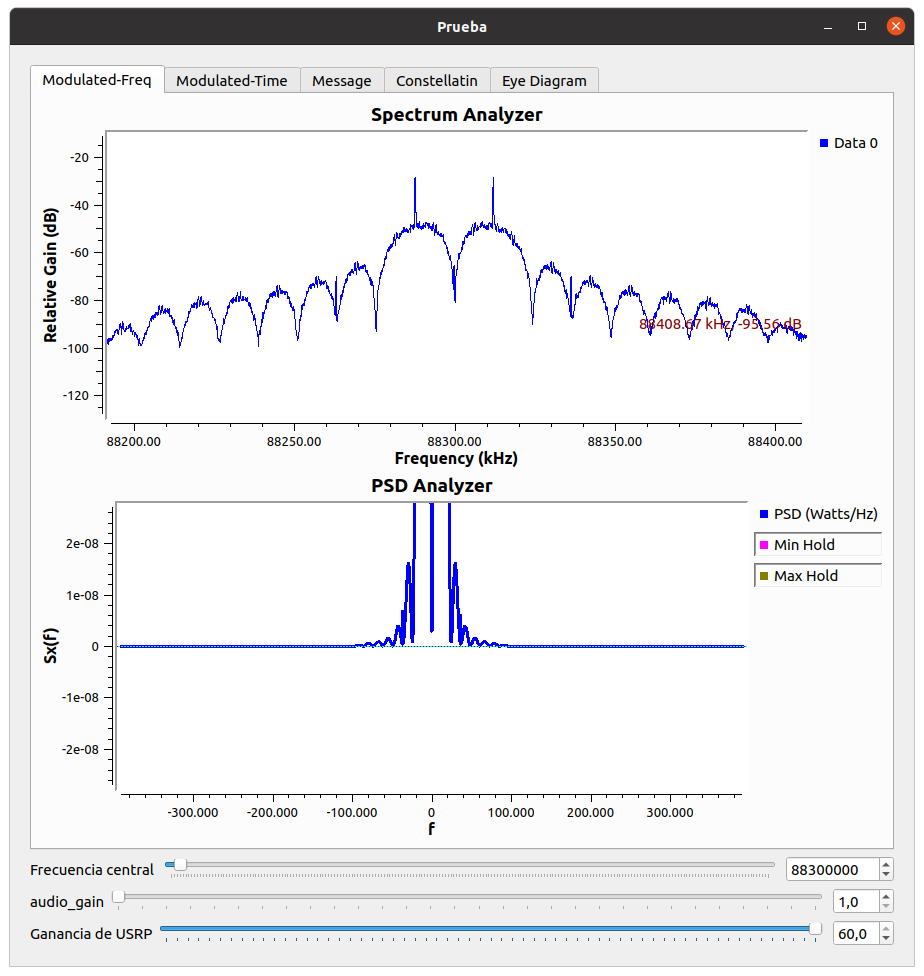 Prueba
Modulated-Freq Modulated-Time Message Constellatin Eye Diagram
Spectrum Analyzer
Data 0
-20
-40
-60
-80
-100
-120
Relative Gain (dB)
88408.67 kHz, -95.56 dB
88200.00 88250.00 88300.00 88350.00 88400.00
Frequency (kHz)
PSD Analyzer
PSD (Watts/Hz)
Min Hold
Max Hold
2e-08
1e-08
0
-1e-08
-2e-08
Sx(f)
-300.000 -200.000 -100.000 0 100.000 200.000 300.000
f
Frecuencia central 88300000
audio_gain 1,0
Ganancia de USRP 60,0